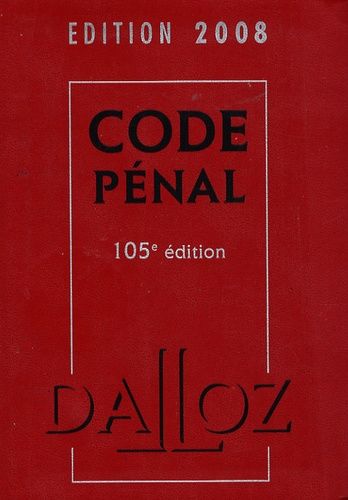 EDITION 2008
CODE
PÉNAL
105e édition
DALLOZ